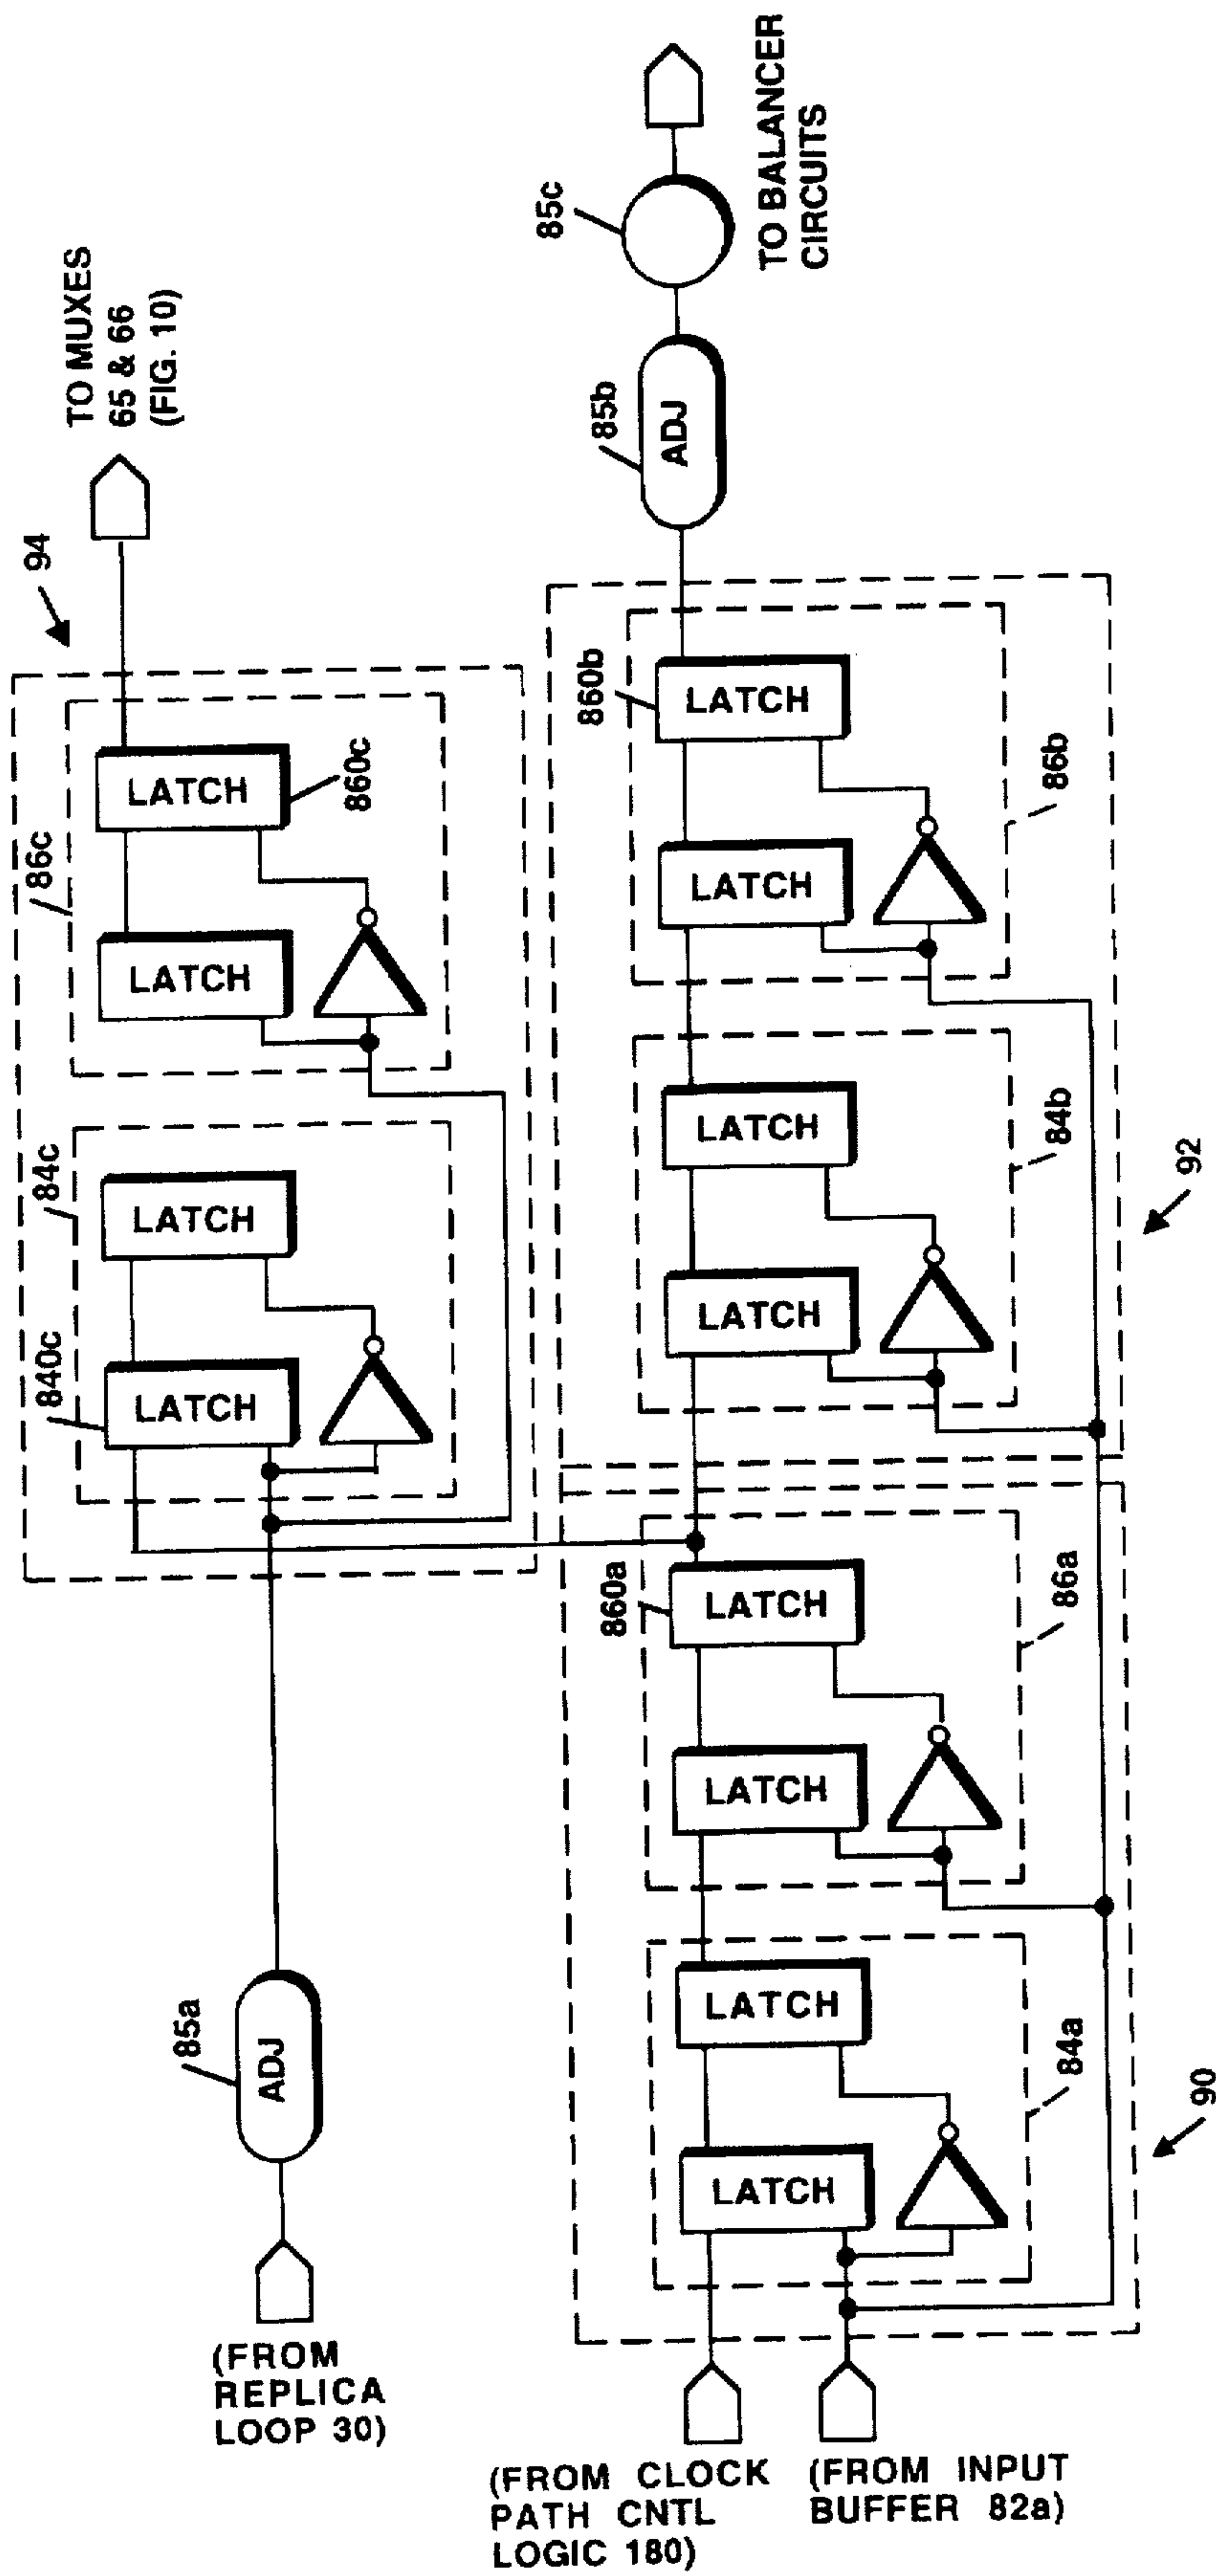 TO MUXES
65 & 66
(FIG. 10)
94
LATCH
860c
86c
LATCH
84c
LATCH
840c
LATCH
85a
ADJ
(FROM
REPLICA
LOOP 30)
TO BALANCER
CIRCUITS
85c
85b
ADJ
860b
LATCH
86b
LATCH
84b
LATCH
92
LATCH
860a
LATCH
86a
LATCH
LATCH
84a
LATCH
90
(FROM CLOCK
PATH CNTL
LOGIC 180)
(FROM INPUT
BUFFER 82a)